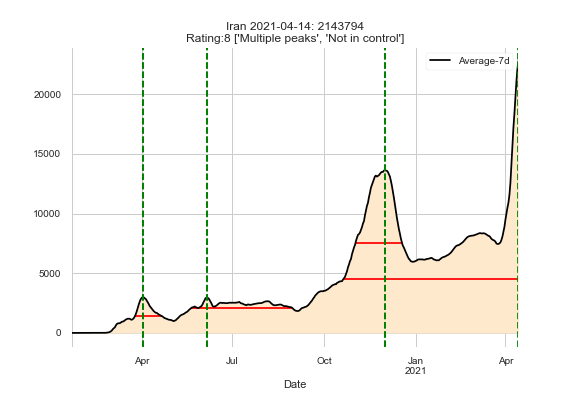 Iran 2021-04-14: 2143794
Rating:8 ['Multiple peaks', 'Not in control']
Average-7d
20000
15000
10000
5000
0
Apr
Jul
Oct
Jan
2021
Apr
Date